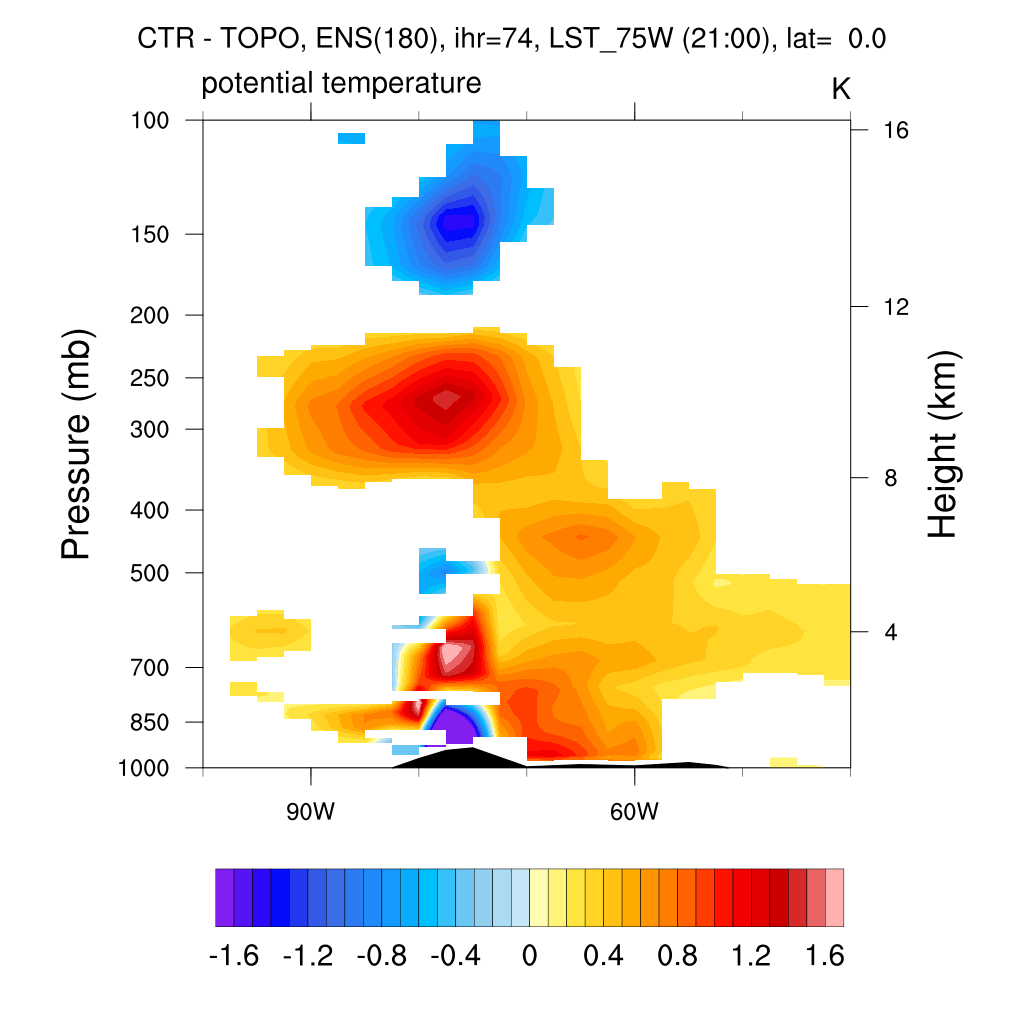 CTR - TOPO, ENS(180), ihr=74, LST_75W (21:00), lat=  0.0
potential temperature K
100
150
200
250
300
400
500
700
850
1000
Pressure (mb)
16
12
8
4
Height (km)
90W 60W
-1.6 -1.2 -0.8 -0.4 0 0.4 0.8 1.2 1.6